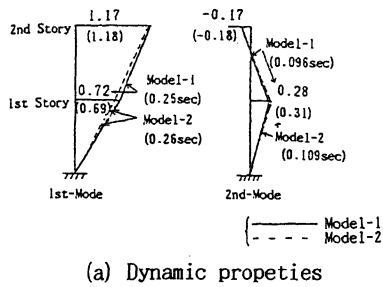 1.17
(1.18)
2nd Story
0.72
1st Story
(0.69)
Model-1
(0.25sec)
Model-2
(0.26sec)
1st-Mode
-0.17
(-0.18)
Model-1
(0.096sec)
0.28
(0.31)
Model-2
(0.109sec)
2nd-Mode
Model-1
Model-2
(a) Dynamic propeties